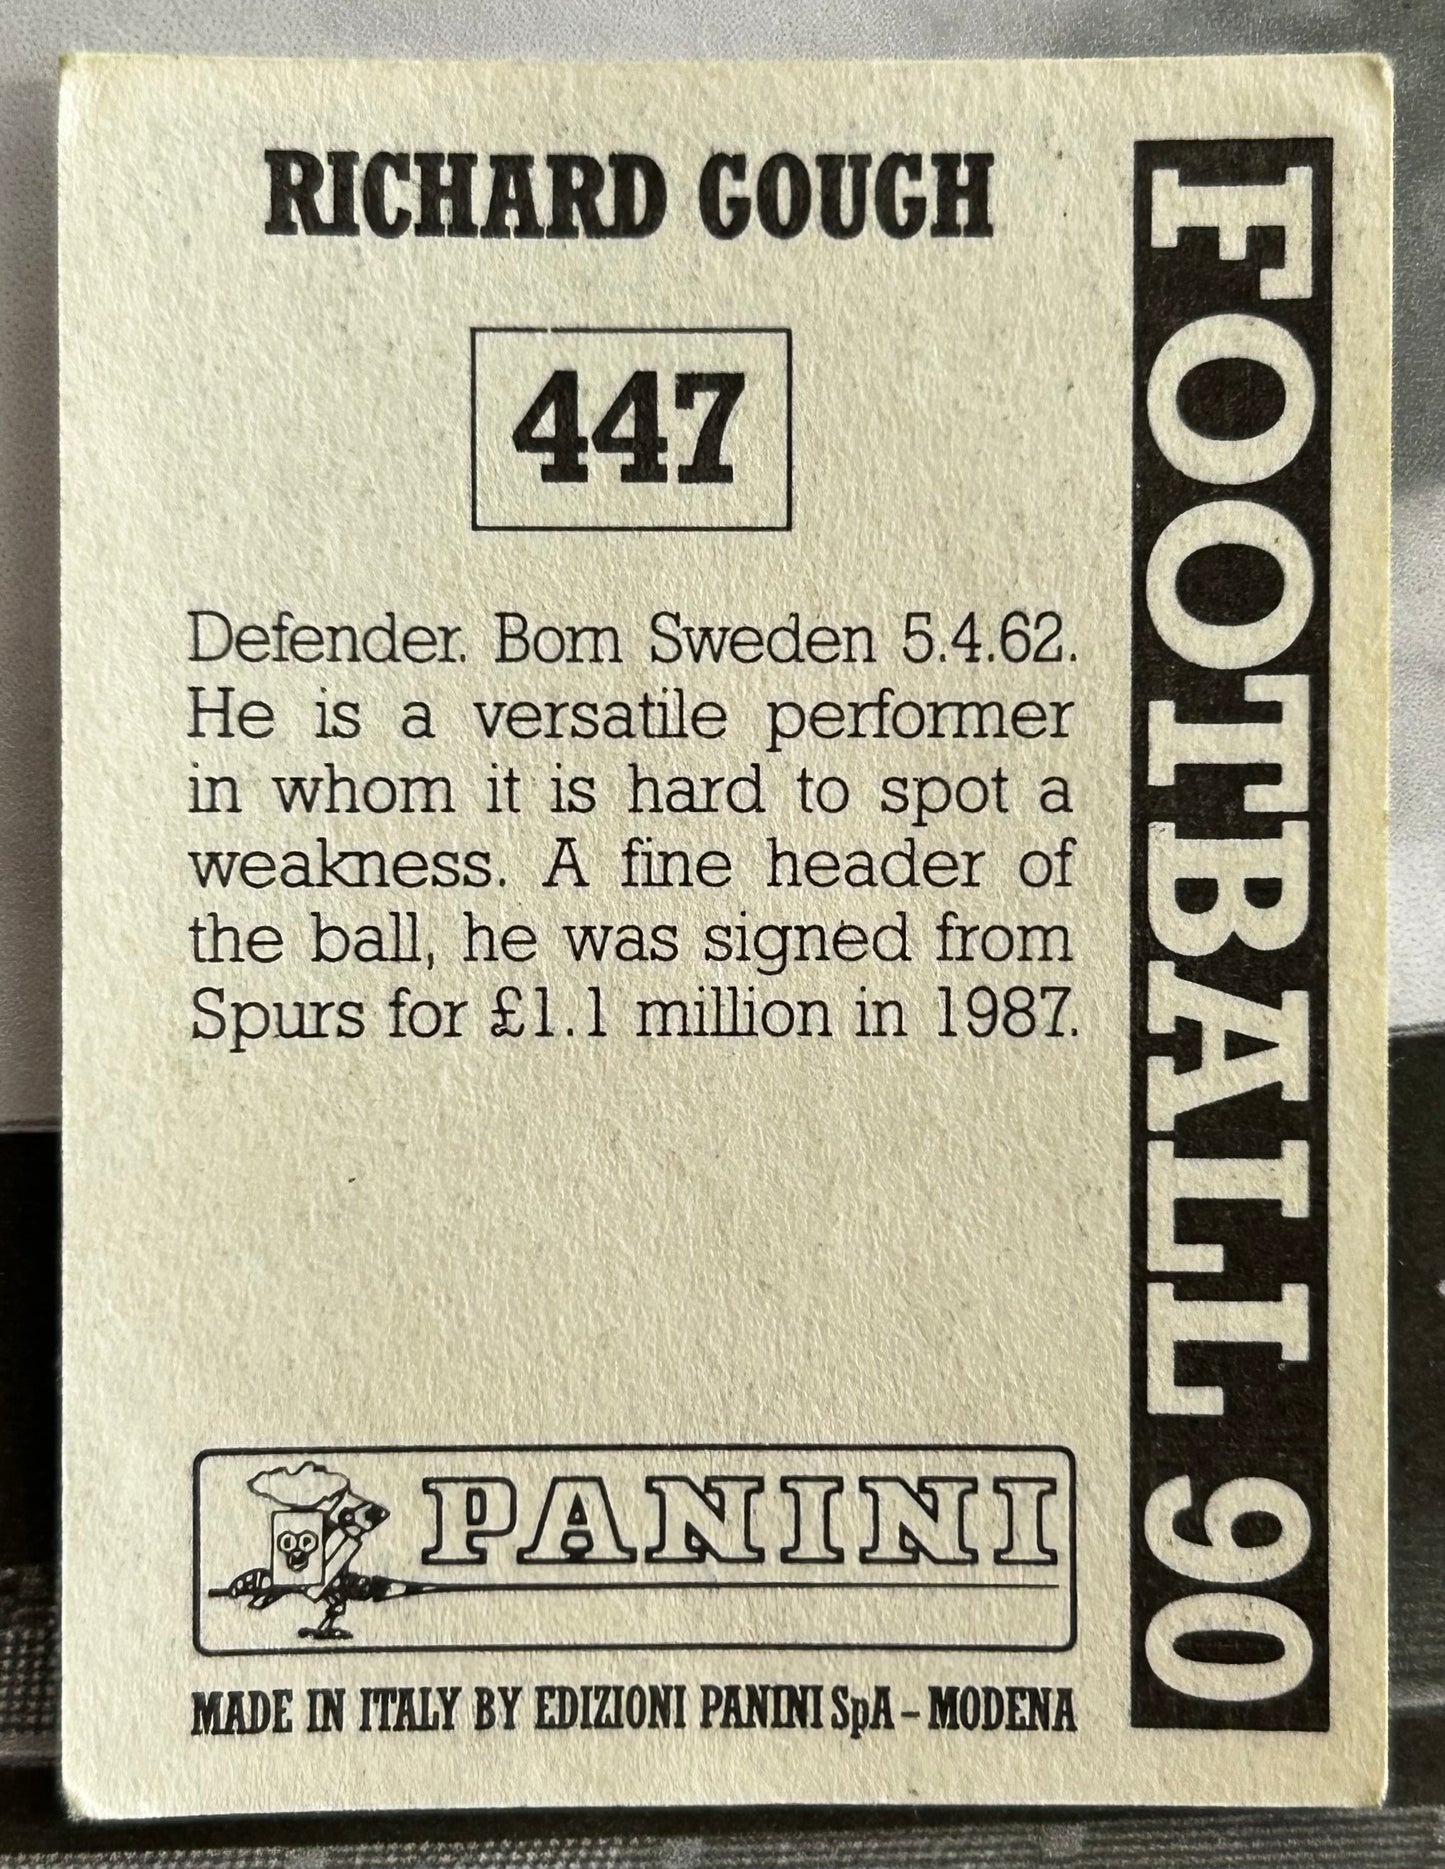 RICHARD GOUGH
447
Defender. Born Sweden 5.4.62.
He is a versatile performer
in whom it is hard to spot a
weakness. A fine header of
the ball, he was signed from
Spurs for £1.1 million in 1987.
PANINI
MADE IN ITALY BY EDIZIONI PANINI SpA - MODENA
FOOTBALL 90